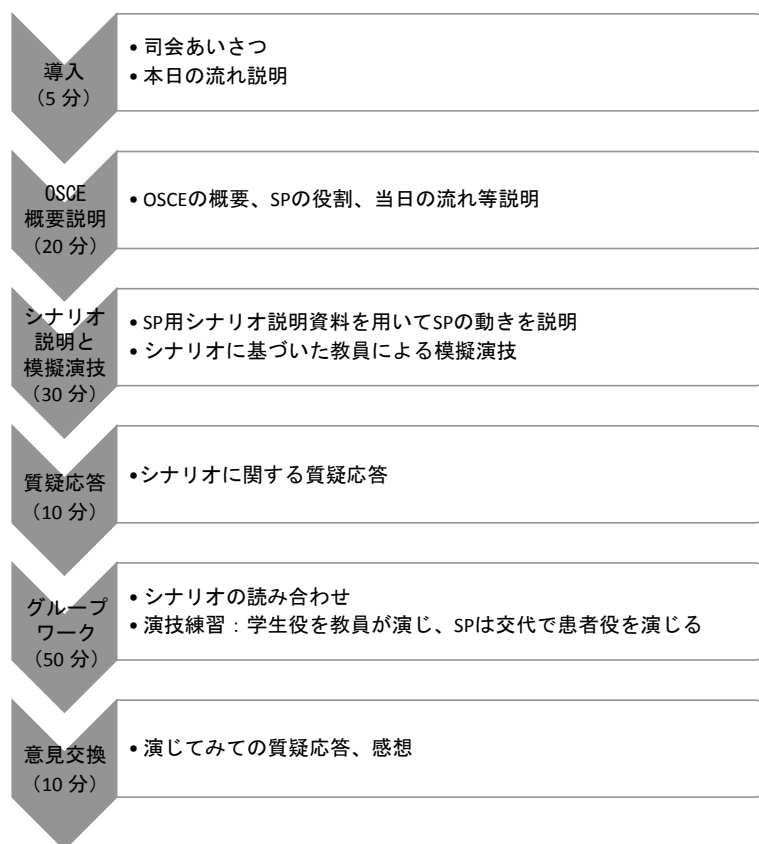 導入
（5 分）
• 司会あいさつ
• 本日の流れ説明
OSCE
概要説明
（20 分）
• OSCEの概要、SPの役割、当日の流れ等説明
シナリオ
説明と
模擬演技
（30 分）
• SP用シナリオ説明資料を用いてSPの動きを説明
• シナリオに基づいた教員による模擬演技
質疑応答
（10 分）
•シナリオに関する質疑応答
グループ
ワーク
（50 分）
• シナリオの読み合わせ
• 演技練習：学生役を教員が演じ、SPは交代で患者役を演じる
意見交換
（10 分）
• 演じてみての質疑応答、感想